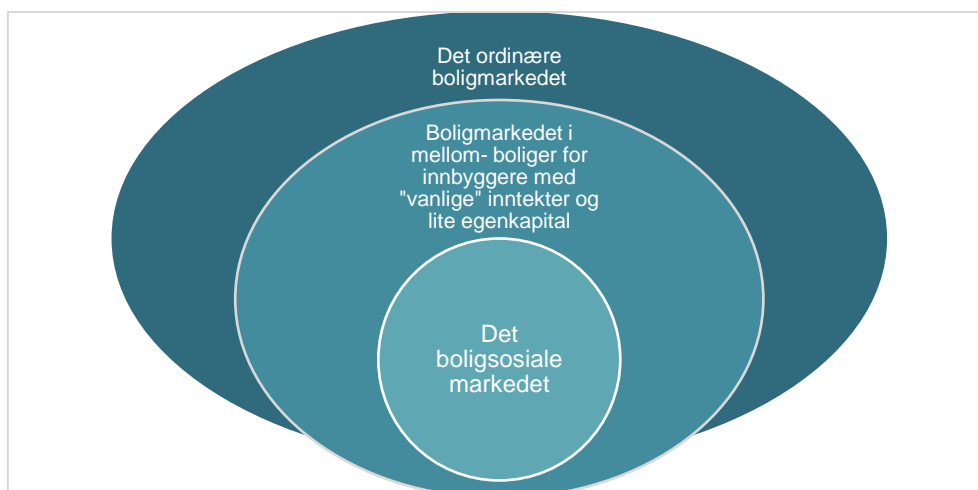 Det ordinære
boligmarkedet
Boligmarkedet i
mellom- boliger for
innbyggere med
"vanlige" inntekter og
lite egenkapital
Det
boligsosiale
markedet